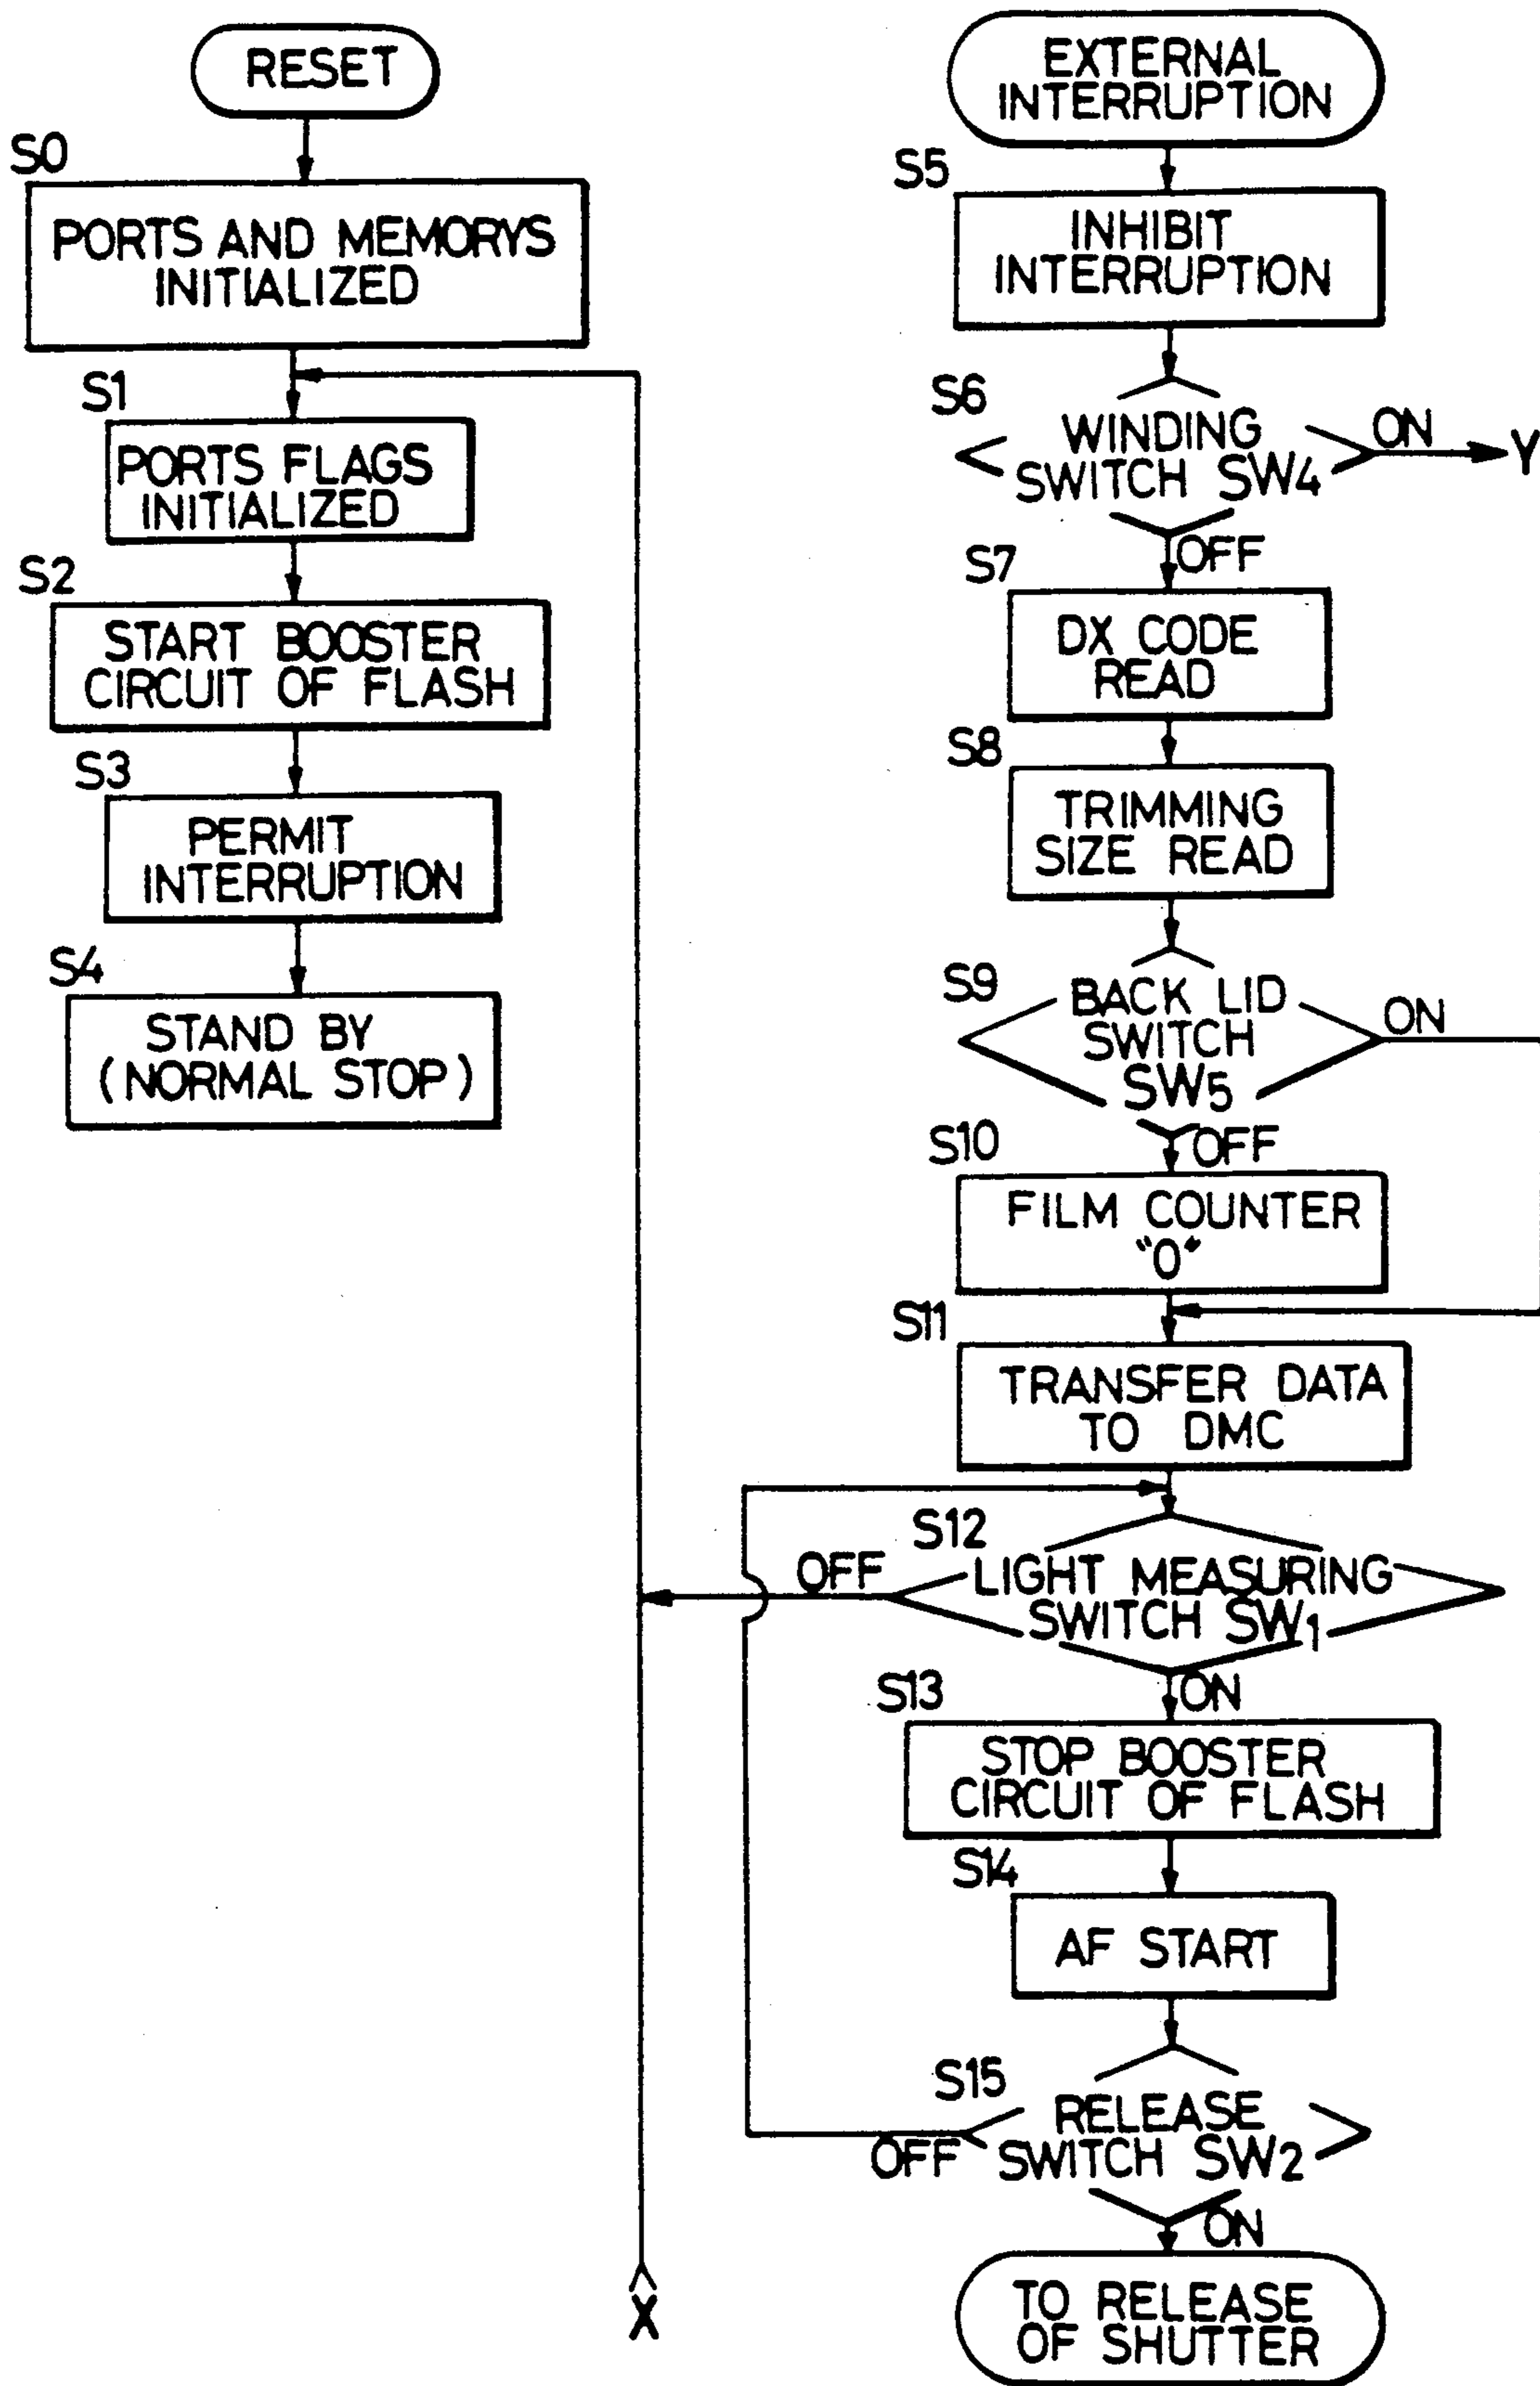 RESET
S0
PORTS AND MEMORYS
INITIALIZED
S1
PORTS FLAGS
INITIALIZED
S2
START BOOSTER
CIRCUIT OF FLASH
S3
PERMIT
INTERRUPTION
S4
STAND BY
(NORMAL STOP)
X
EXTERNAL
INTERRUPTION
S5
INHIBIT
INTERRUPTION
S6
WINDING
SWITCH SW4
ON
Y
OFF
S7
DX CODE
READ
S8
TRIMMING
SIZE READ
S9
BACK LID
SWITCH
SW5
ON
OFF
S10
FILM COUNTER
"0"
S11
TRANSFER DATA
TO DMC
S12
OFF
LIGHT MEASURING
SWITCH SW1
ON
S13
STOP BOOSTER
CIRCUIT OF FLASH
S14
AF START
S15
RELEASE
SWITCH SW2
OFF
ON
TO RELEASE
OF SHUTTER